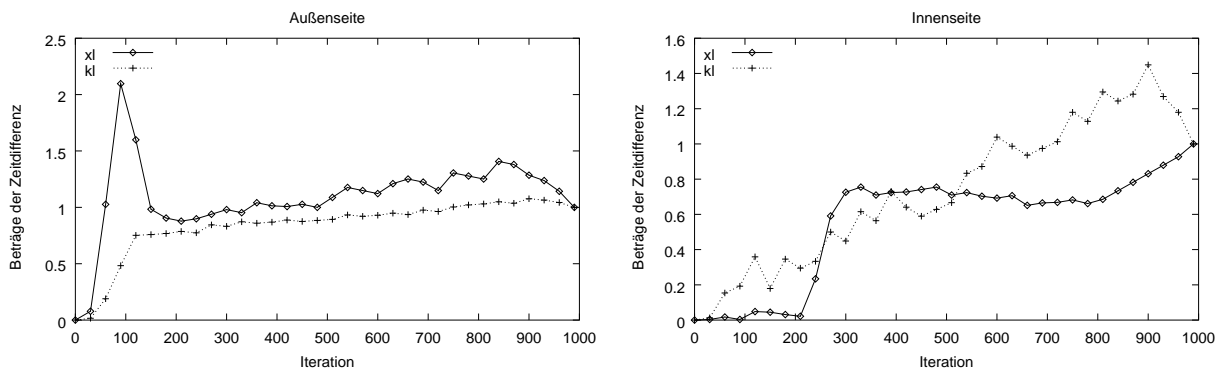 Außenseite
2.5
2
1.5
1
0.5
0
0 100 200 300 400 500 600 700 800 900 1000
Beträge der Zeitdifferenz
Iteration
xl
kl
Innenseite
1.6
1.4
1.2
1
0.8
0.6
0.4
0.2
0
0 100 200 300 400 500 600 700 800 900 1000
Beträge der Zeitdifferenz
Iteration
xl
kl